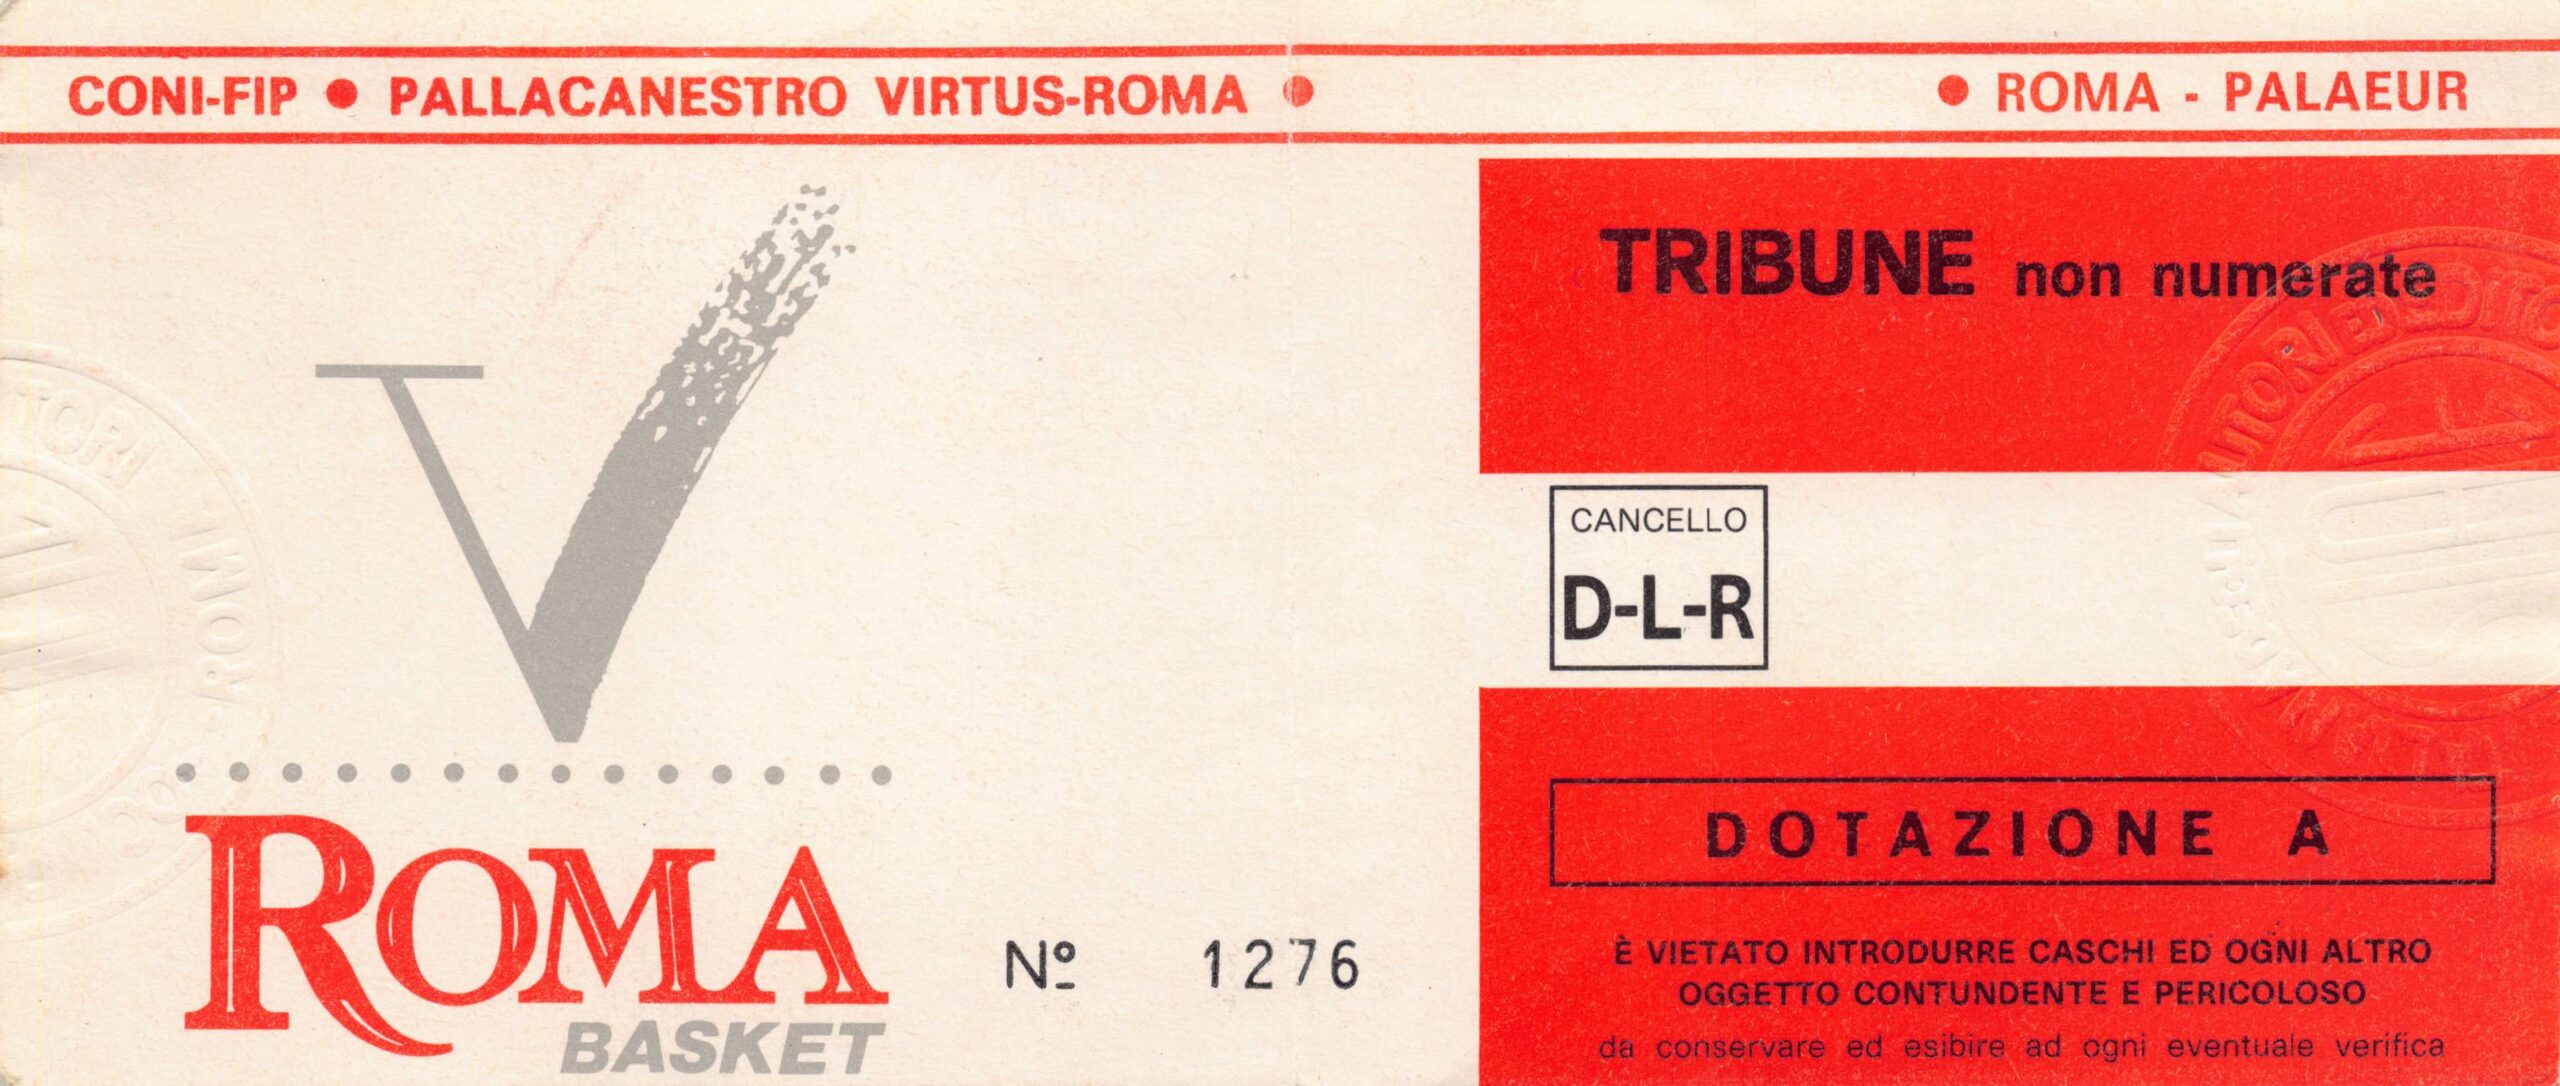 CONI-FIP ● PALLACANESTRO VIRTUS-ROMA ●
● ROMA - PALAEUR
V
ROMA
BASKET
Nº 1276
TRIBUNE non numerate
CANCELLO
D-L-R
DOTAZIONE A
È VIETATO INTRODURRE CASCHI ED OGNI ALTRO
OGGETTO CONTUNDENTE E PERICOLOSO
da conservare ed esibire ad ogni eventuale verifica